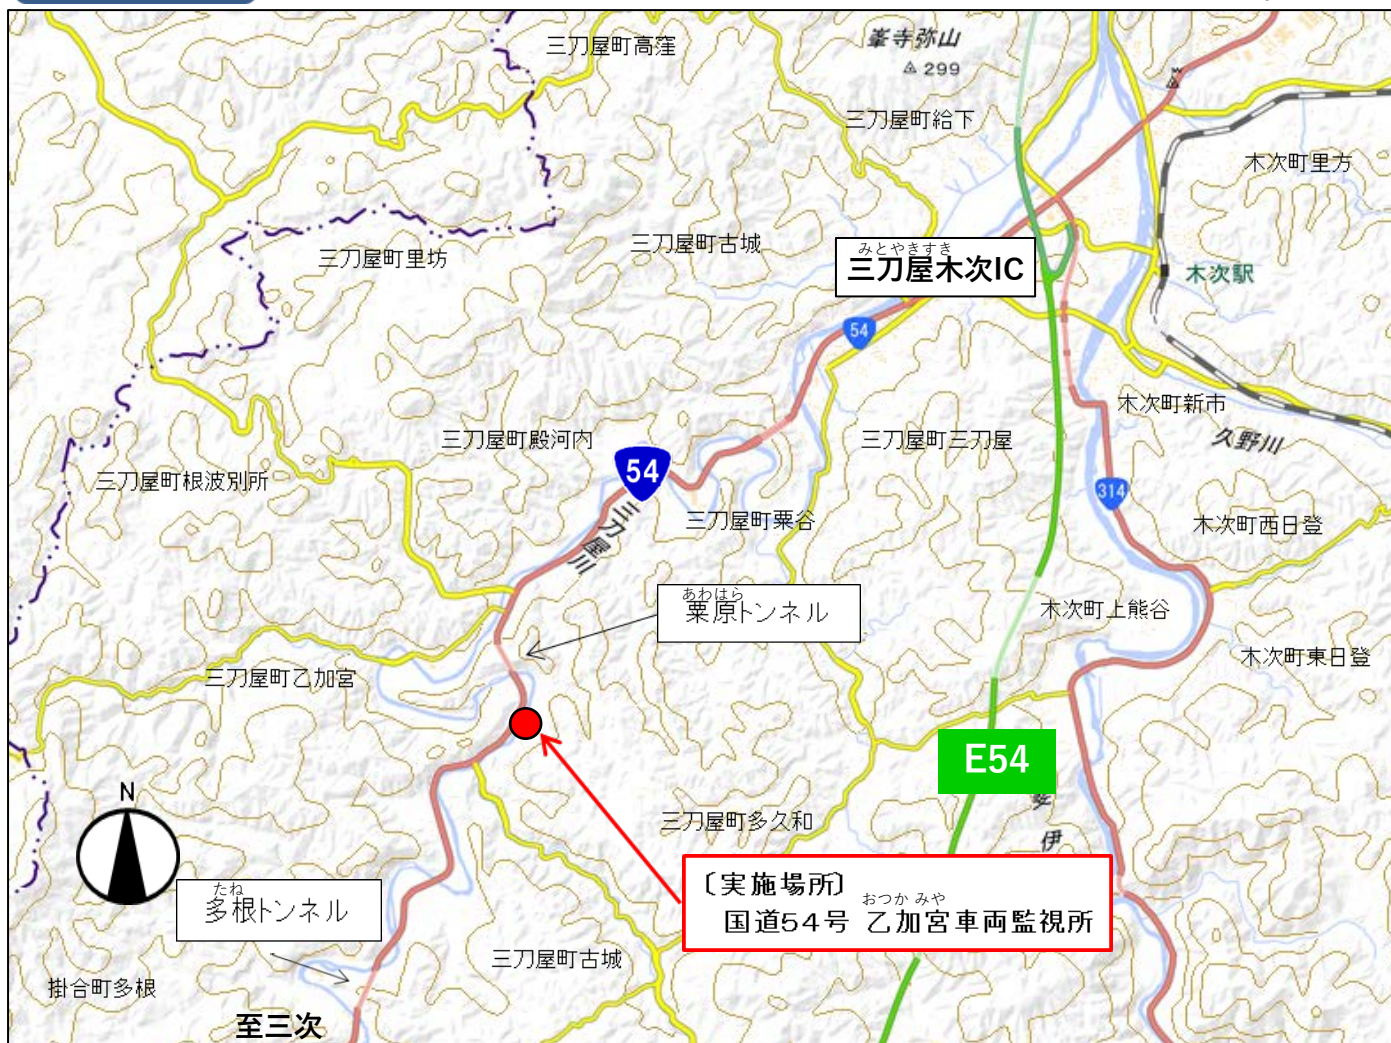 三刀屋町高窪
峯寺弥山
299
三刀屋町給下
木次町里方
三刀屋町里坊
三刀屋町古城
みとやきすき
三刀屋木次IC
木次駅
54
木次町新市
久野川
三刀屋町殿河内
三刀屋町三刀屋
三刀屋町根波別所
54
三刀屋川
三刀屋町粟谷
314
木次町西日登
あわはら
粟原トンネル
木次町上熊谷
木次町東日登
三刀屋町乙加宮
E54
N
三刀屋町多久和
伊
〔実施場所〕
おつか みや
国道54号 乙加宮車両監視所
たね
多根トンネル
三刀屋町古城
掛合町多根
至三次